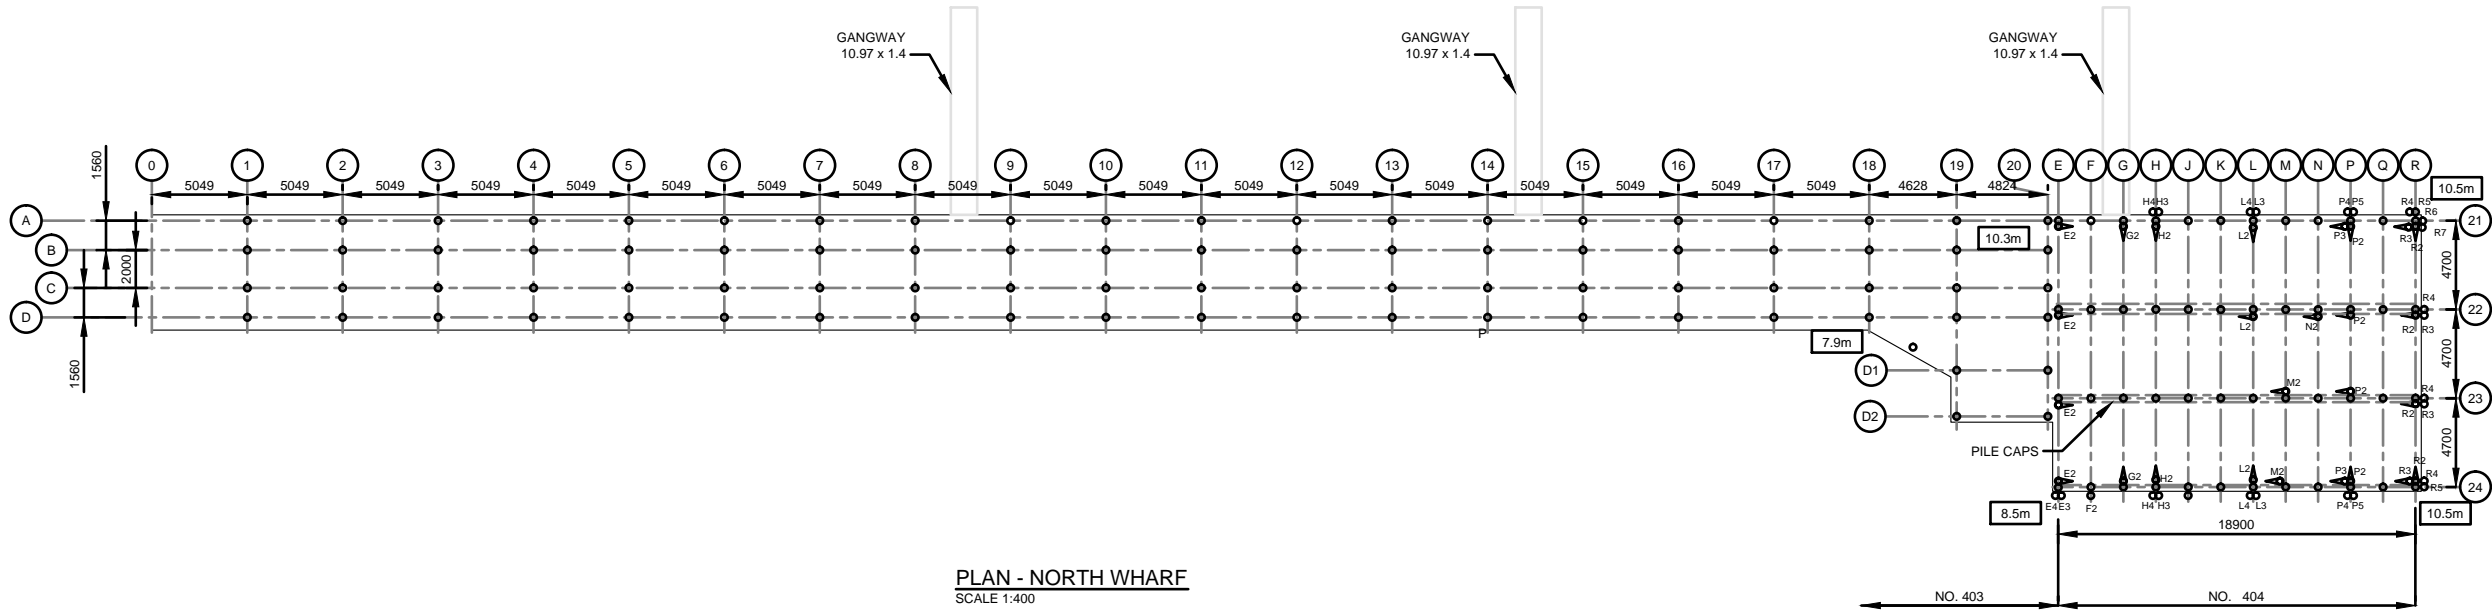 GANGWAY
10.97 x 1.4
GANGWAY
10.97 x 1.4
GANGWAY
10.97 x 1.4
0 1 2 3 4 5 6 7 8 9 10 11 12 13 14 15 16 17 18 19 20 E F G H J K L M N P Q R
1560
5049 5049 5049 5049 5049 5049 5049 5049 5049 5049 5049 5049 5049 5049 5049 5049 5049 5049 4628 4824
10.5m
H4 H3 L4 L3 P4 P5 R4 R5
R6
A
21
E2 G2 H2 L2 P3 P2 R3 R2 R7
10.3m
B
22000
4700
C
R4
D
22
E2 L2 N2 P2 R2 R3
P
7.9m
1560
4700
D1
M2 P2 R4
23
D2
E2 R2 R3
PILE CAPS
4700
R2
E2 G2 H2 L2 M2 P3 P2 R3 R4
R5
24
E4 E3 F2 H4 H3 L4 L3 P4 P5
8.5m
10.5m
18900
PLAN - NORTH WHARF
SCALE 1:400
NO. 403
NO. 404